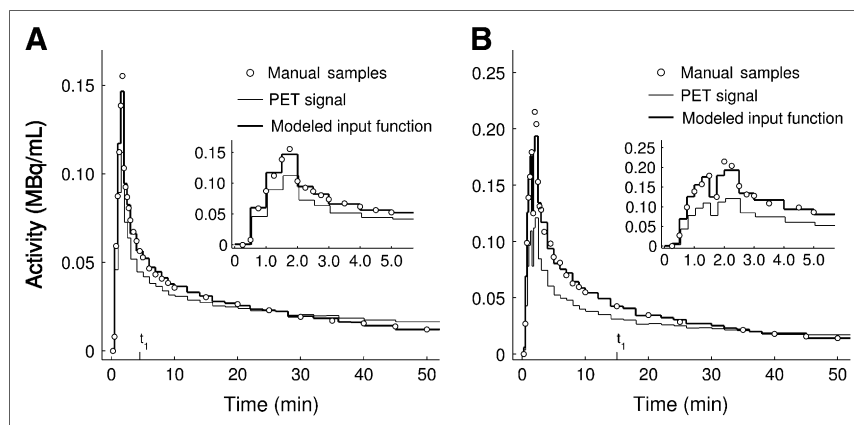 A
B
Manual samples
PET signal
Modeled input function
Manual samples
PET signal
Modeled input function
Activity (MBq/mL)
0.15
0.10
0.05
0
0.25
0.20
0.15
0.10
0.05
0
0.15
0.10
0.05
0
0 1.0 2.0 3.0 4.0 5.0
0.25
0.20
0.15
0.10
0.05
0
0 1.0 2.0 3.0 4.0 5.0
t1
t1
0 10 20 30 40 50
0 10 20 30 40 50
Time (min)
Time (min)